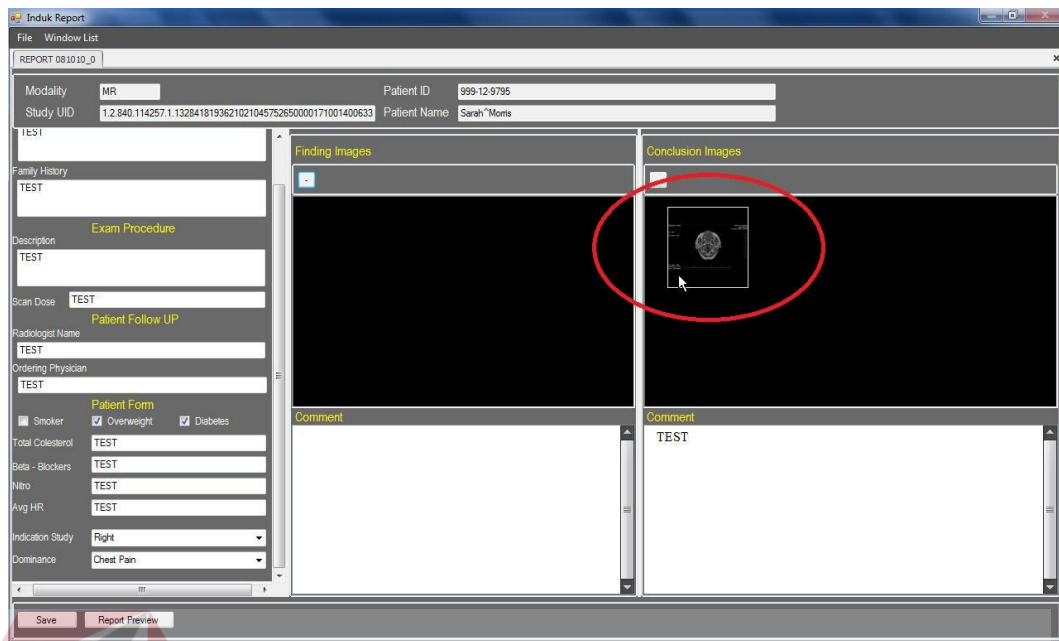 Induk Report
File Window List
REPORT 081010_0
Modality MR Patient ID 999-12-9795
Study UID 1.2.840.114257.1.13284181936210210457526500001710014006​33 Patient Name Sarah^Morris
TEST
Family History
TEST
Exam Procedure
Description
TEST
Scan Dose TEST
Patient Follow UP
Radiologist Name
TEST
Ordering Physician
TEST
Patient Form
Smoker Overweight Diabetes
Total Colesterol TEST
Beta - Blockers TEST
Nitro TEST
Avg HR TEST
Indication Study Right
Dominance Chest Pain
Finding Images
-
Comment
Conclusion Images
Comment
TEST
Save Report Preview